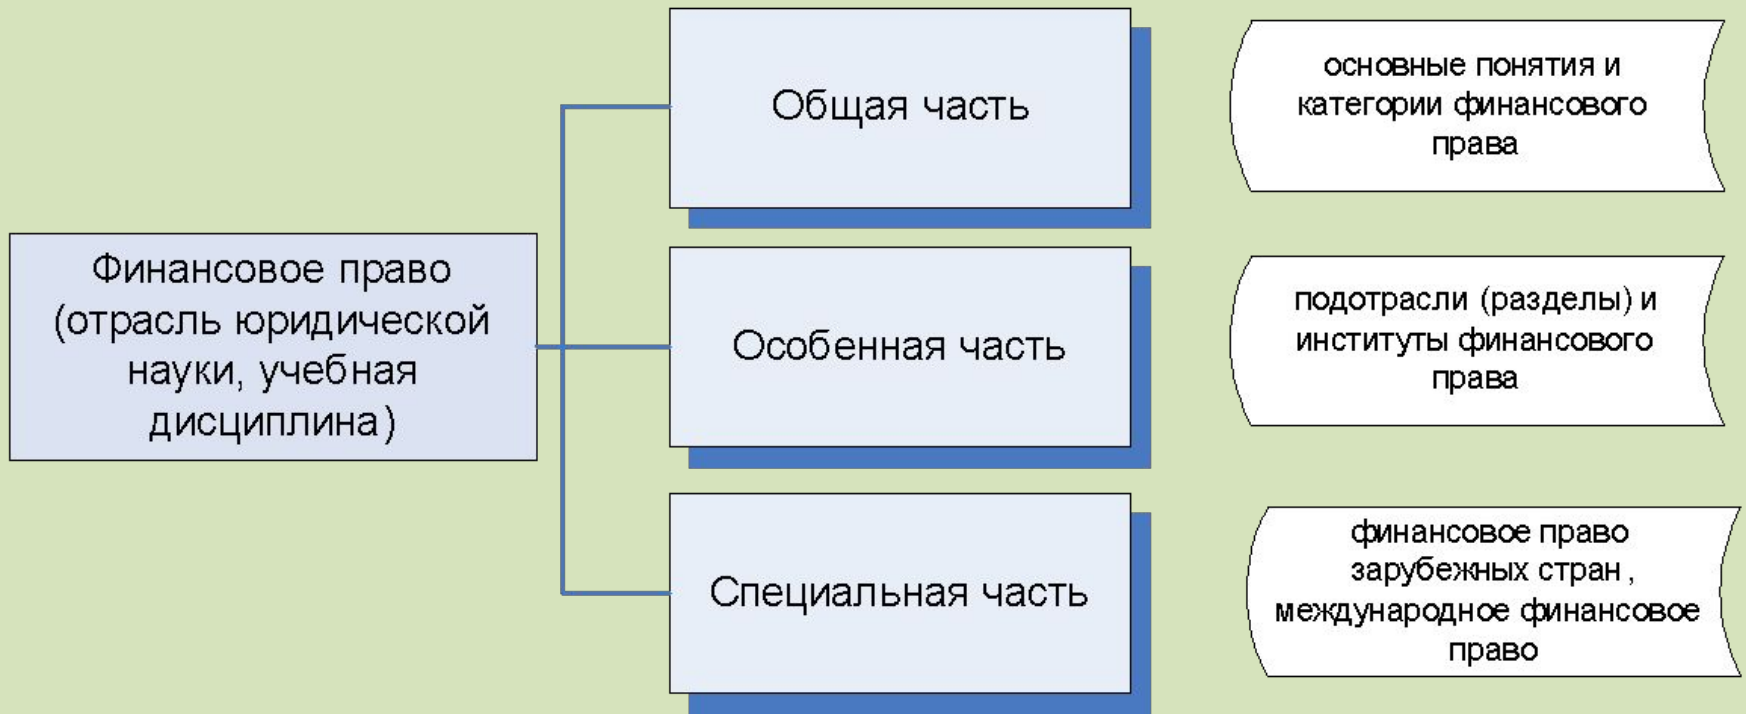 Финансовое право
(отрасль юридической
науки, учебная
дисциплина)
Общая часть
основные понятия и
категории финансового
права
Особенная часть
подотрасли (разделы) и
институты финансового
права
Специальная часть
финансовое право
зарубежных стран ,
международное финансовое
право